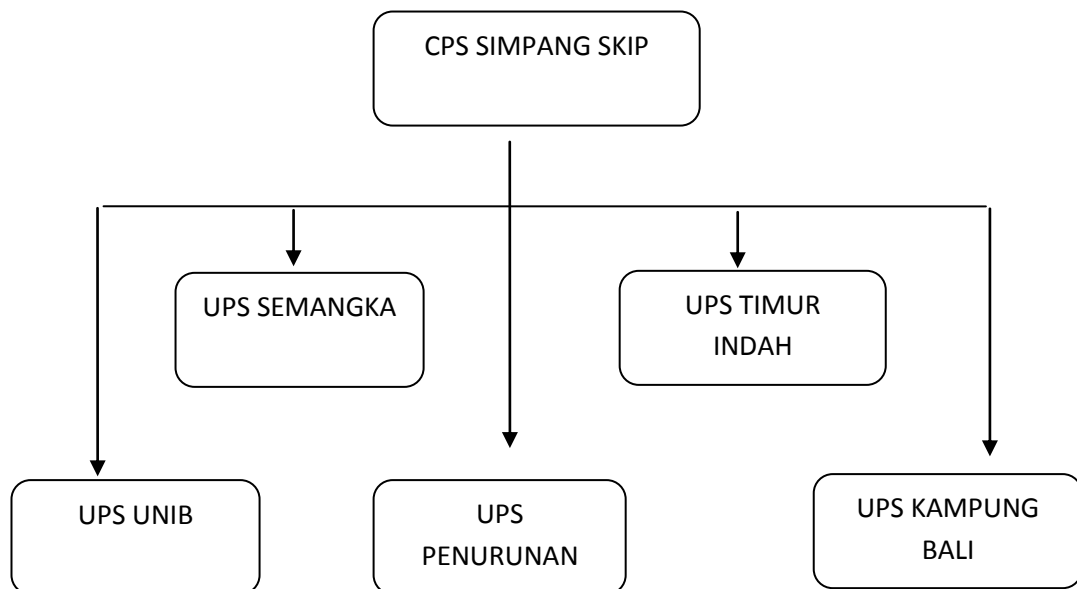 CPS SIMPANG SKIP
UPS SEMANGKA
UPS TIMUR
INDAH
UPS UNIB
UPS
PENURUNAN
UPS KAMPUNG
BALI